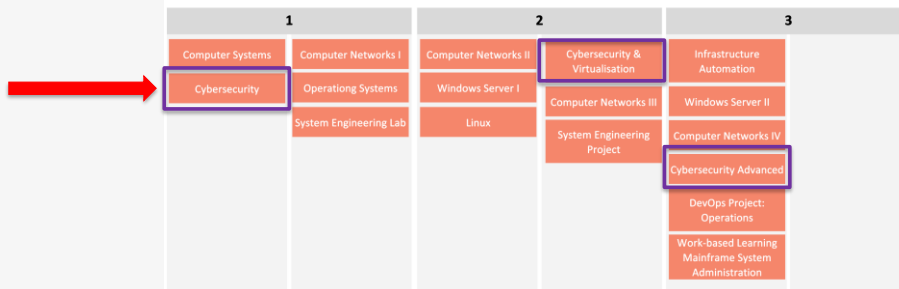 1
2
3
Computer Systems
Cybersecurity
Computer Networks I
Operationg Systems
System Engineering Lab
Computer Networks II
Windows Server I
Linux
Cybersecurity &
Virtualisation
Computer Networks III
System Engineering
Project
Infrastructure
Automation
Windows Server II
Computer Networks IV
Cybersecurity Advanced
DevOps Project:
Operations
Work-based Learning
Mainframe System
Administration